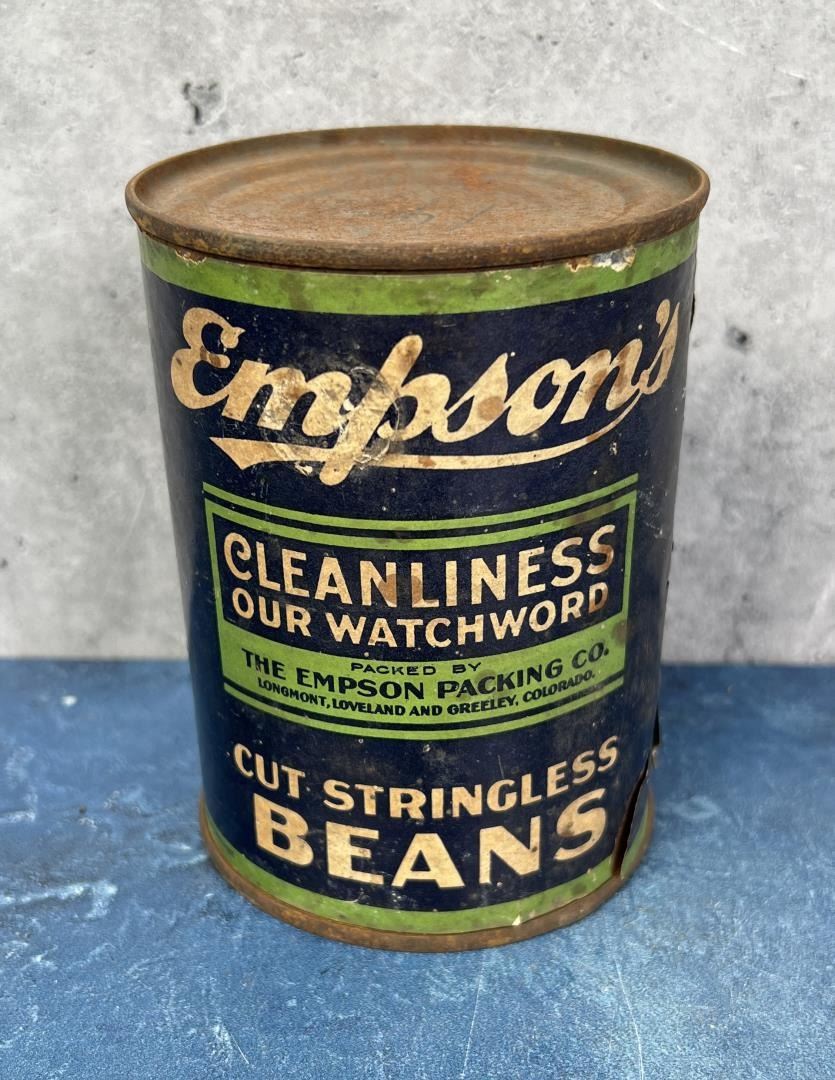 Empson's
CLEANLINESS
OUR WATCHWORD
PACKED BY
THE EMPSON PACKING CO.
LONGMONT, LOVELAND AND GREELEY, COLORADO.
CUT STRINGLESS
BEANS